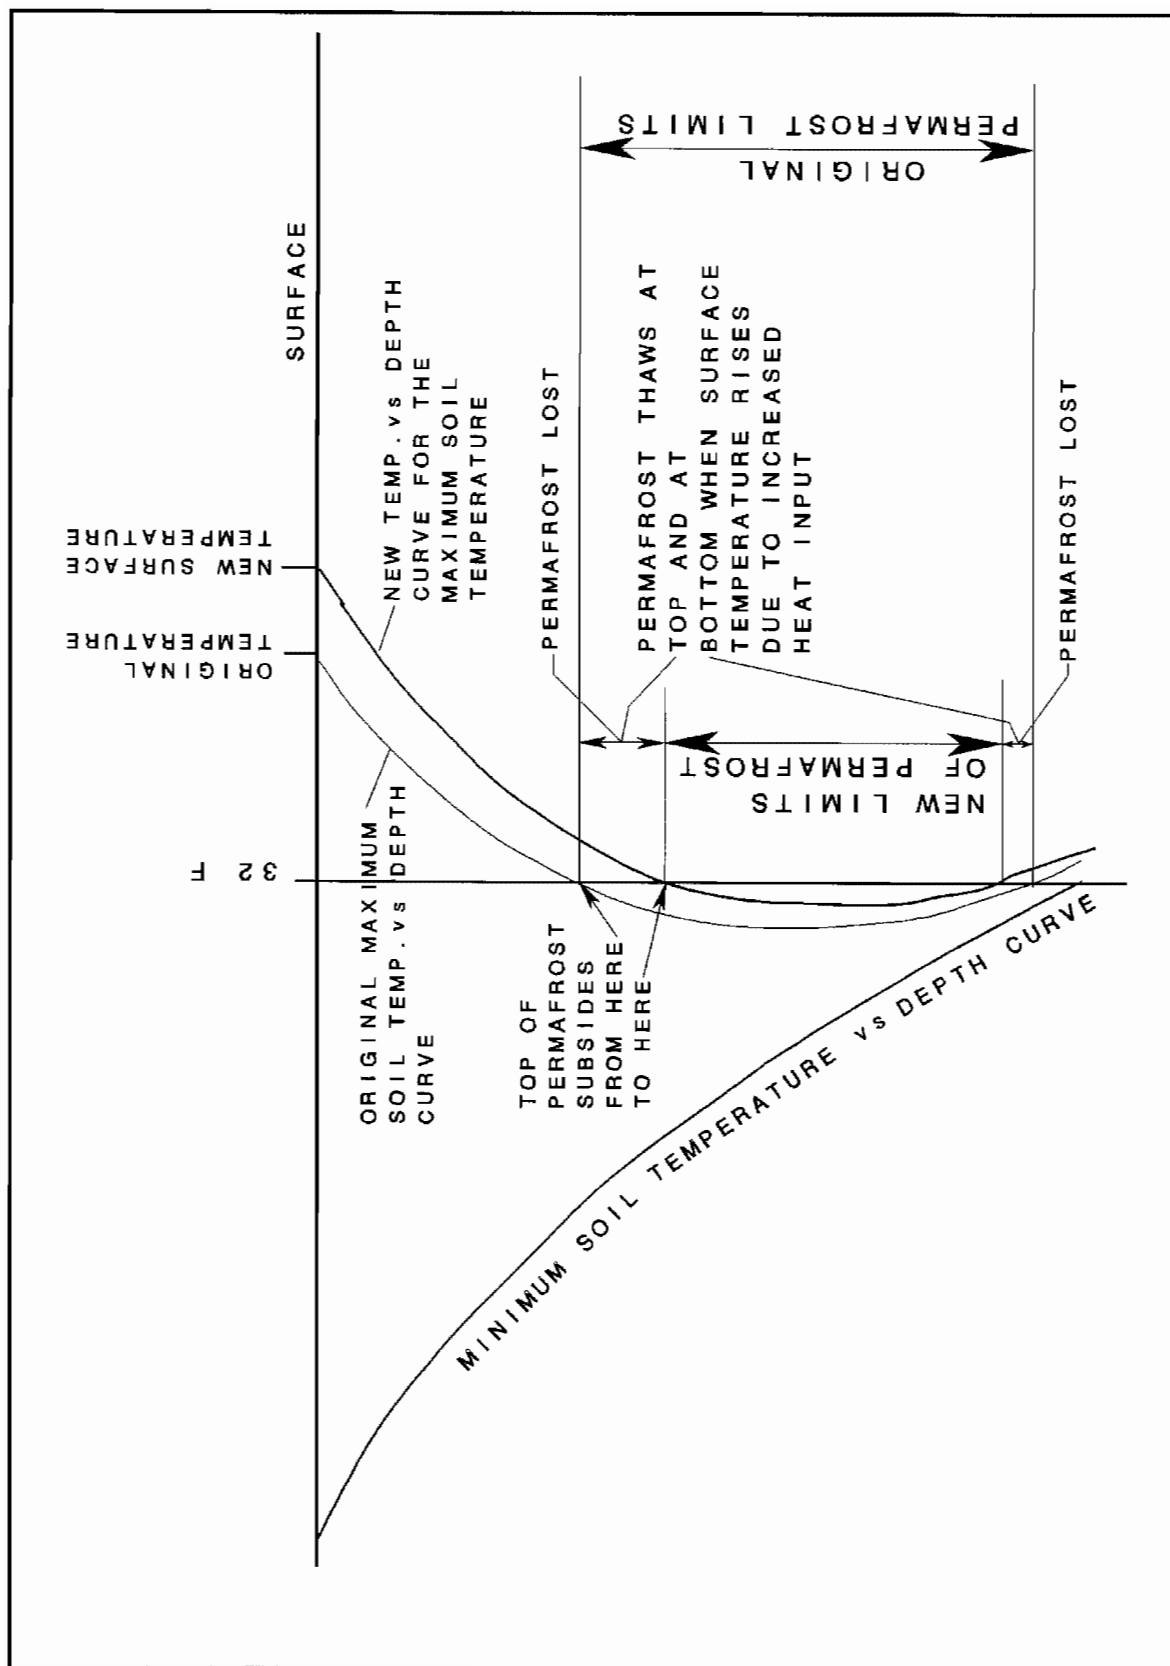 ORIGINAL
TEMPERATURE
NEW SURFACE
TEMPERATURE
32 F
SURFACE
NEW TEMP.vs DEPTH
CURVE FOR THE
MAXIMUM SOIL
TEMPERATURE
ORIGINAL MAXIMUM
SOIL TEMP.vs DEPTH
CURVE
TOP OF
PERMAFROST
SUBSIDES
FROM HERE
TO HERE
PERMAFROST LOST
PERMAFROST THAWS AT
TOP AND AT
BOTTOM WHEN SURFACE
TEMPERATURE RISES
DUE TO INCREASED
HEAT INPUT
PERMAFROST LOST
NEW LIMITS
OF PERMAFROST
ORIGINAL
PERMAFROST LIMITS
MINIMUM SOIL TEMPERATURE vs DEPTH CURVE